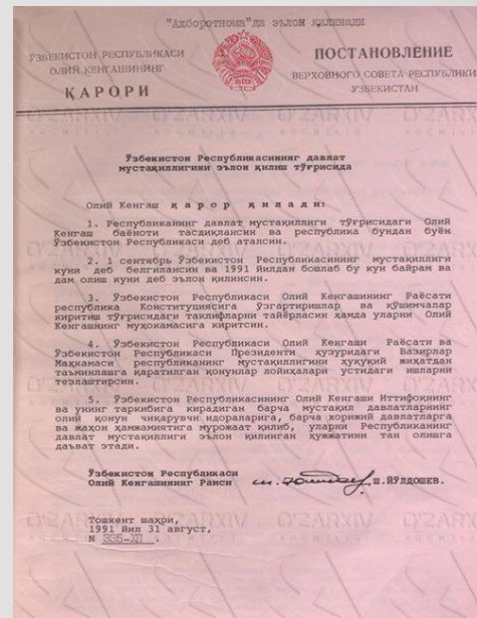 "Ахборотнома"да эълон қилинади
ЎЗБЕКИСТОН РЕСПУБЛИКАСИ
ОЛИЙ КЕНГАШИНИНГ
ҚАРОРИ
ПОСТАНОВЛЕНИЕ
ВЕРХОВНОГО СОВЕТА РЕСПУБЛИКИ
УЗБЕКИСТАН
Ўзбекистон Республикасининг давлат
мустақиллигини эълон қилиш тўғрисида
Олий Кенгаш қ а р о р қ и л а д и:
1. Республиканинг давлат мустақиллиги тўғрисидаги Олий
Кенгаш баёноти тасдиқлансин ва республика бундан буён
Ўзбекистон Республикаси деб аталсин.
2. 1 сентябрь Ўзбекистон Республикасининг мустақиллиги
куни деб белгилансин ва 1991 йилдан бошлаб бу кун байрам ва
дам олиш куни деб эълон қилинсин.
3. Ўзбекистон Республикаси Олий Кенгашининг Раёсати
республика Конституциясига ўзгартиришлар ва қўшимчалар
киритиш тўғрисидаги таклифларни тайёрласин ҳамда уларни Олий
Кенгашнинг муҳокамасига киритсин.
4. Ўзбекистон Республикаси Олий Кенгаши Раёсати ва
Ўзбекистон Республикаси Президенти ҳузуридаги Вазирлар
Маҳкамаси республиканинг мустақиллигини ҳуқуқий жиҳатдан
таъминлашга қаратилган қонунлар лойиҳалари устидаги ишларни
тезлаштирсин.
5. Ўзбекистон Республикасининг Олий Кенгаши Иттифоқнинг
ва унинг таркибига кирадиган барча мустақил давлатларнинг
олий қонун чиқарувчи идораларига, барча хорижий давлатларга
ва жаҳон ҳамжамиятига мурожаат қилиб, уларни Республиканинг
давлат мустақиллиги эълон қилинган ҳужжатини тан олишга
даъват этади.
Ўзбекистон Республикаси
Олий Кенгашининг Раиси Ш.ЙЎЛДОШЕВ.
Тошкент шаҳри,
1991 йил 31 август,
N 336-XII .
O'ZARXIV